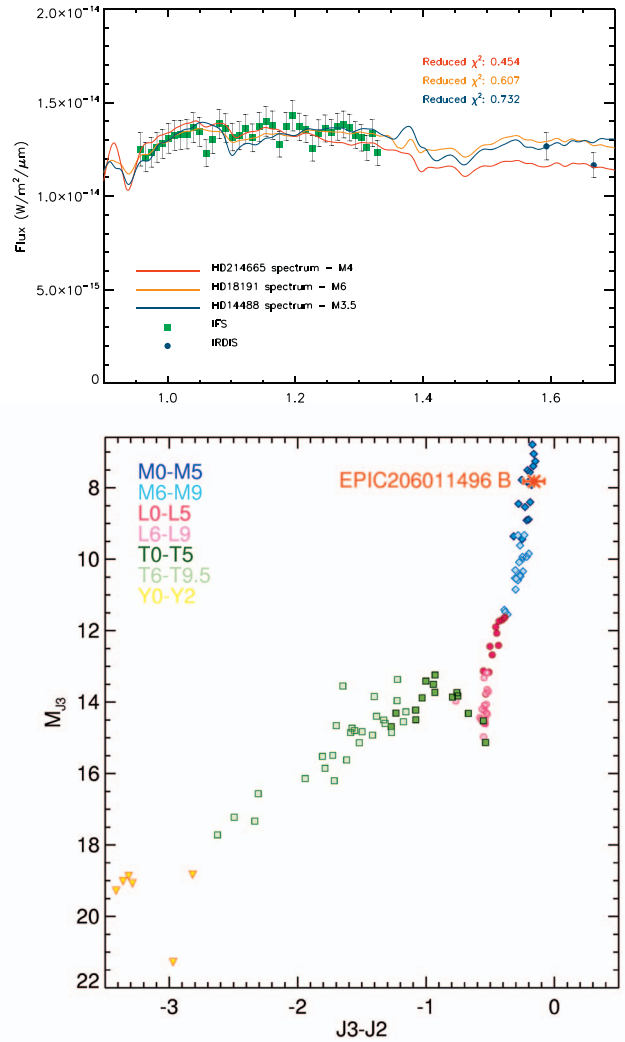 2.0×10⁻¹⁴
1.5×10⁻¹⁴
1.0×10⁻¹⁴
5.0×10⁻¹⁵
0
Flux (W/m²/μm)
Reduced χ²: 0.454
Reduced χ²: 0.607
Reduced χ²: 0.732
HD214665 spectrum – M4
HD18191 spectrum – M6
HD14488 spectrum – M3.5
IFS
IRDIS
1.0 1.2 1.4 1.6
M0-M5
M6-M9
L0-L5
L6-L9
T0-T5
T6-T9.5
Y0-Y2
EPIC206011496 B
8
10
12
14
16
18
20
22
M_J3
-3 -2 -1 0
J3-J2